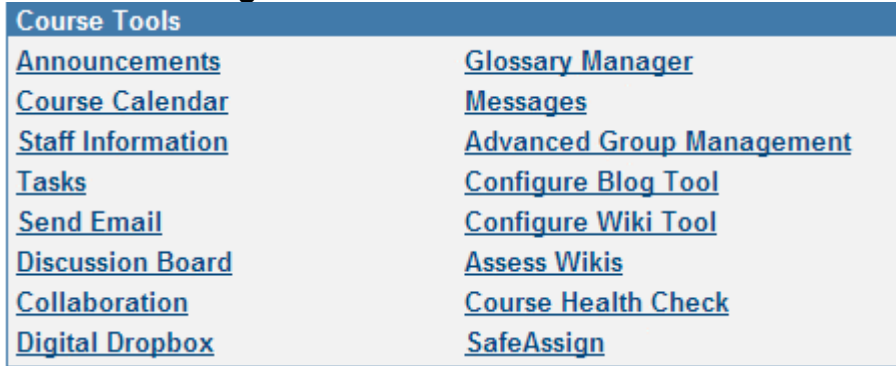 Course Tools
Announcements
Course Calendar
Staff Information
Tasks
Send Email
Discussion Board
Collaboration
Digital Dropbox
Glossary Manager
Messages
Advanced Group Management
Configure Blog Tool
Configure Wiki Tool
Assess Wikis
Course Health Check
SafeAssign